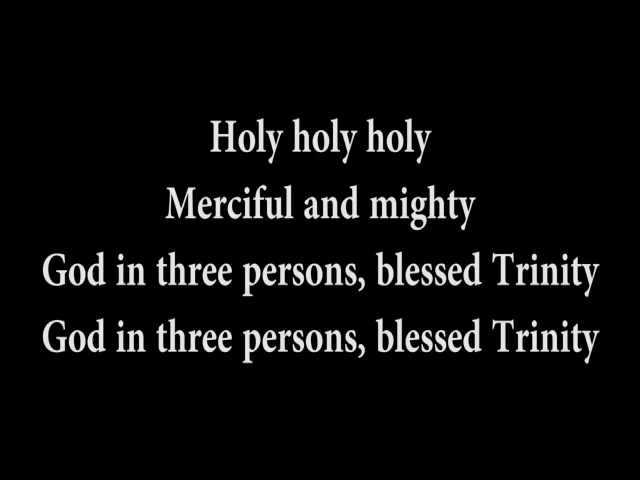 Holy holy holy
Merciful and mighty
God in three persons, blessed Trinity
God in three persons, blessed Trinity